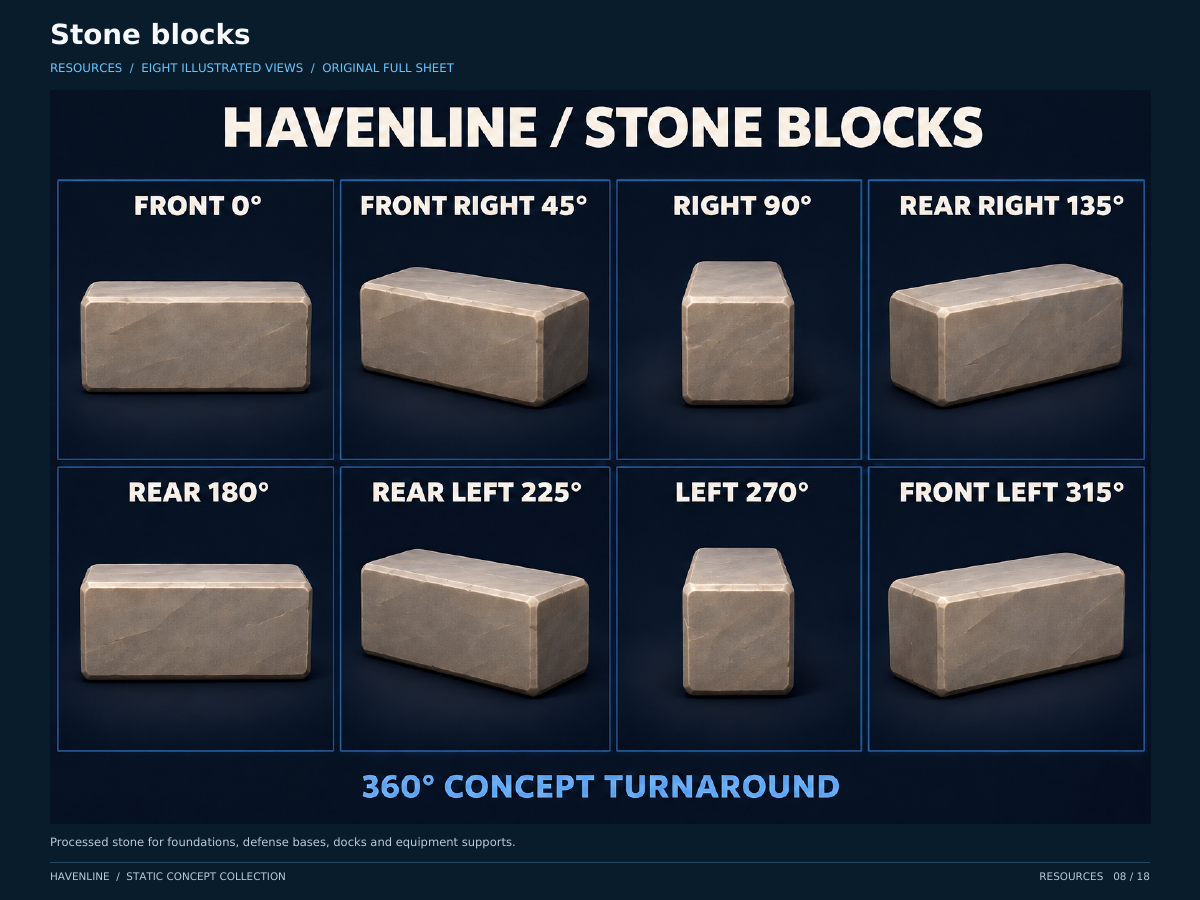 Stone blocks
RESOURCES / EIGHT ILLUSTRATED VIEWS / ORIGINAL FULL SHEET
HAVENLINE / STONE BLOCKS
FRONT 0°
FRONT RIGHT 45°
RIGHT 90°
REAR RIGHT 135°
REAR 180°
REAR LEFT 225°
LEFT 270°
FRONT LEFT 315°
360° CONCEPT TURNAROUND
Processed stone for foundations, defense bases, docks and equipment supports.
HAVENLINE / STATIC CONCEPT COLLECTION
RESOURCES 08 / 18